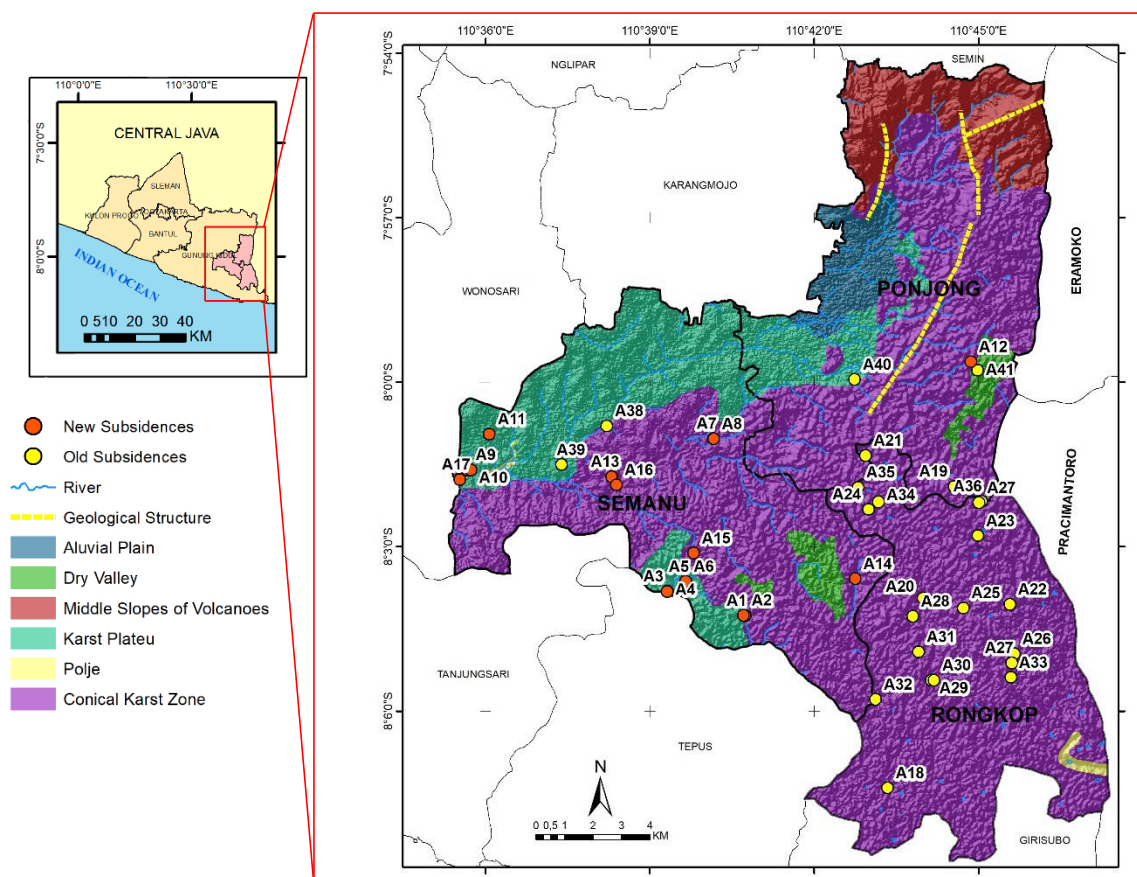 110°0'0"E
110°30'0"E
7°30'0"S
8°0'0"S
CENTRAL JAVA
SLEMAN
KULON PROGO
YOGYAKARTA
BANTUL
GUNUNG KIDUL
INDIAN OCEAN
0 5 10 20 30 40
KM
New Subsidences
Old Subsidences
River
Geological Structure
Aluvial Plain
Dry Valley
Middle Slopes of Volcanoes
Karst Plateu
Polje
Conical Karst Zone
110°36'0"E
110°39'0"E
110°42'0"E
110°45'0"E
7°54'0"S
7°57'0"S
8°0'0"S
8°3'0"S
8°6'0"S
NGLIPAR
SEMIN
KARANGMOJO
WONOSARI
ERAMOKO
PONJONG
A12
A41
A40
A11
A38
A7
A8
A17
A9
A10
A39
A13
A16
SEMANU
A21
A35
A24
A34
A19
A36
A27
A23
PRACIMANTORO
A15
A5
A6
A3
A4
A14
A1
A2
A20
A28
A25
A22
A31
A26
A27
A33
A30
A29
A32
RONGKOP
TANJUNGSARI
TEPUS
A18
GIRISUBO
N
0 0,5 1 2 3 4
KM